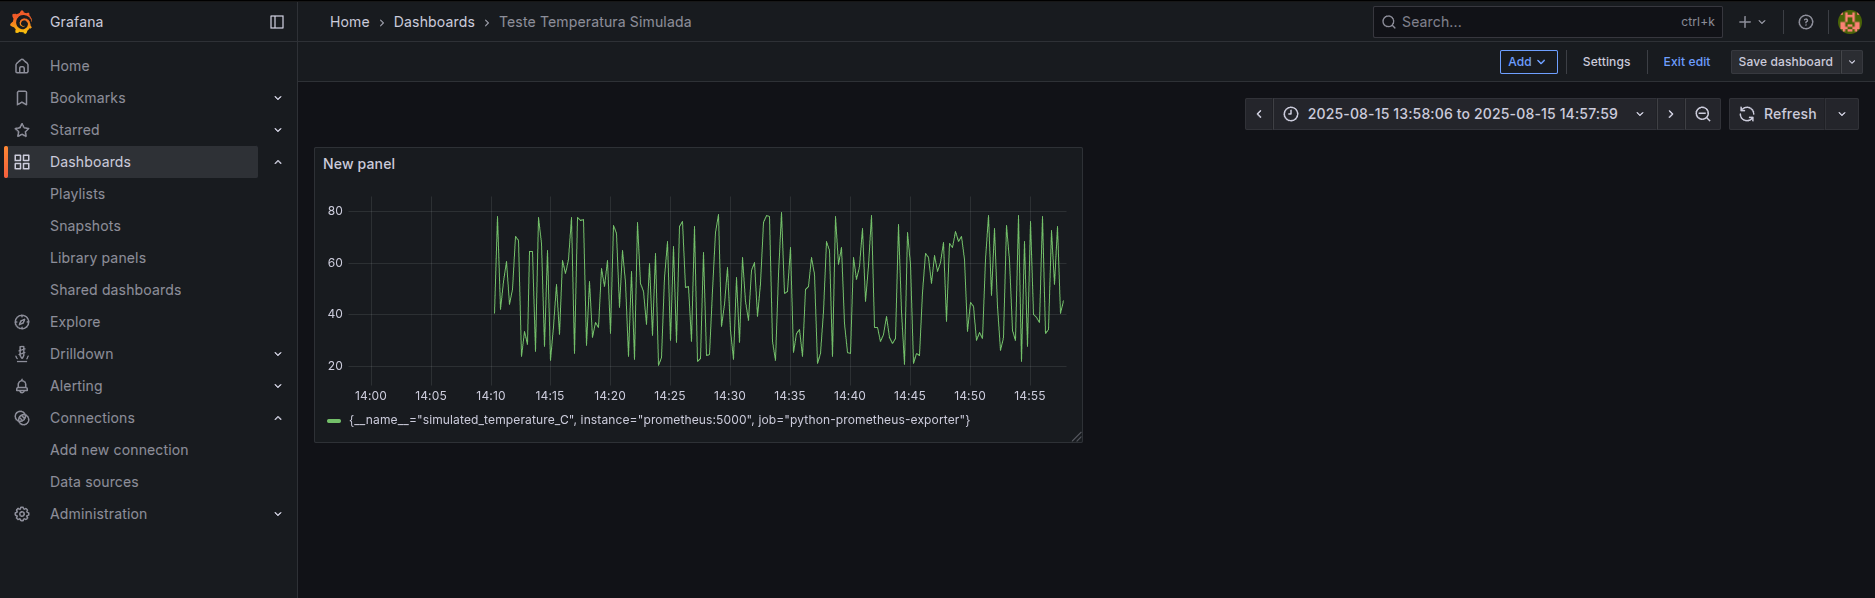 Grafana
Home › Dashboards › Teste Temperatura Simulada
Search... ctrl+k
Add Settings Exit edit Save dashboard
Home
Bookmarks
Starred
Dashboards
Playlists
Snapshots
Library panels
Shared dashboards
Explore
Drilldown
Alerting
Connections
Add new connection
Data sources
Administration
2025-08-15 13:58:06 to 2025-08-15 14:57:59 Refresh
New panel
80
60
40
20
14:00 14:05 14:10 14:15 14:20 14:25 14:30 14:35 14:40 14:45 14:50 14:55
{__name__="simulated_temperature_C", instance="prometheus:5000", job="python-prometheus-exporter"}